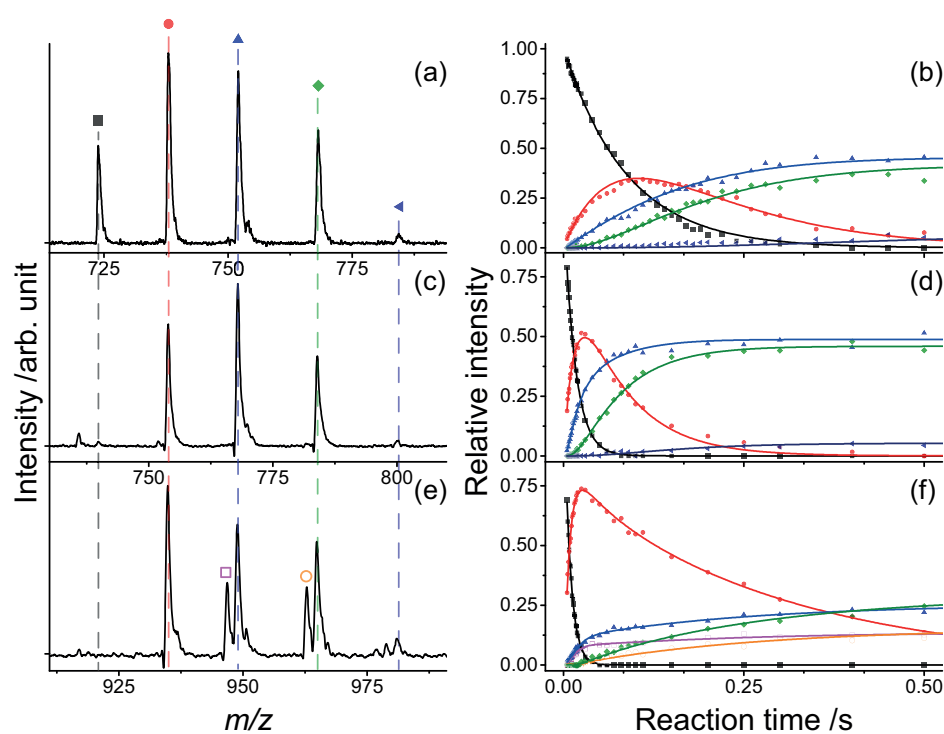 (a)
725 750 775
(b)
1.00
0.75
0.50
0.25
0.00
(c)
750 775 800
(d)
0.75
0.50
0.25
0.00
(e)
925 950 975
(f)
0.75
0.50
0.25
0.00
0.00 0.25 0.50
Intensity /arb. unit
Relative intensity
m/z
Reaction time /s